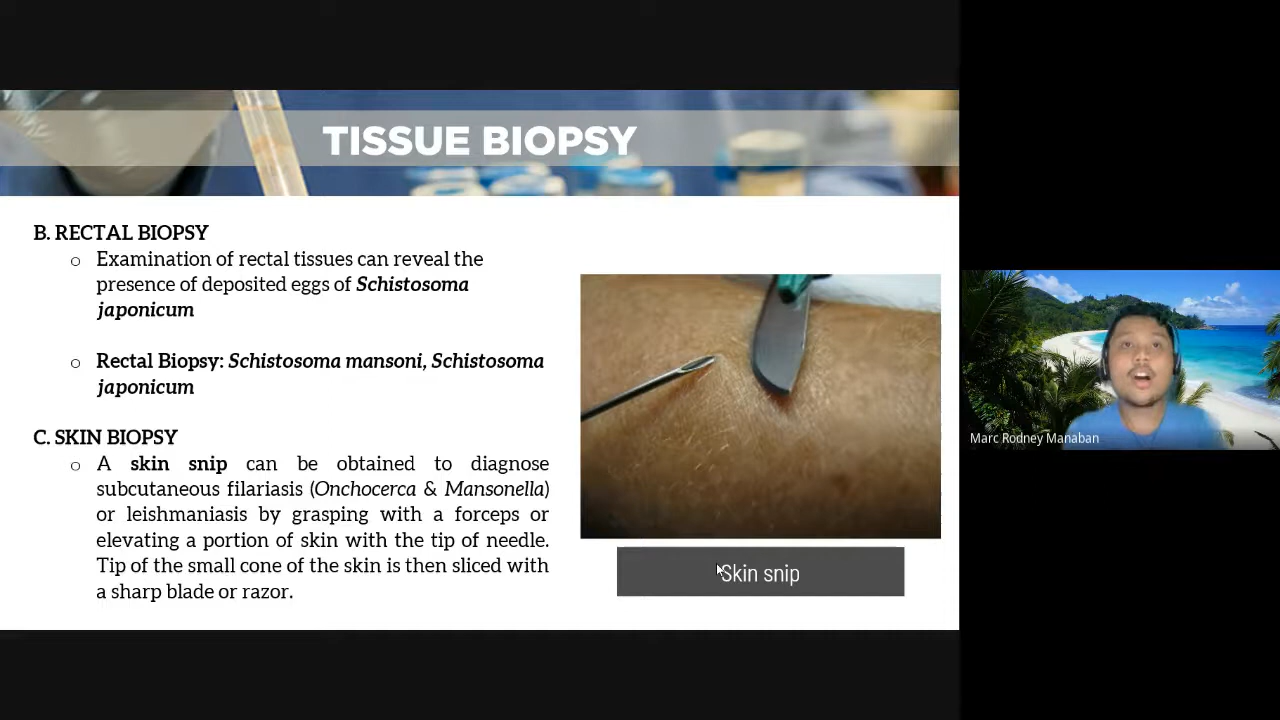 TISSUE BIOPSY
B. RECTAL BIOPSY
o Examination of rectal tissues can reveal the
presence of deposited eggs of Schistosoma
japonicum
o Rectal Biopsy: Schistosoma mansoni, Schistosoma
japonicum
C. SKIN BIOPSY
o A skin snip can be obtained to diagnose
subcutaneous filariasis (Onchocerca & Mansonella)
or leishmaniasis by grasping with a forceps or
elevating a portion of skin with the tip of needle.
Tip of the small cone of the skin is then sliced with
a sharp blade or razor.
Skin snip
Marc Rodney Manaban